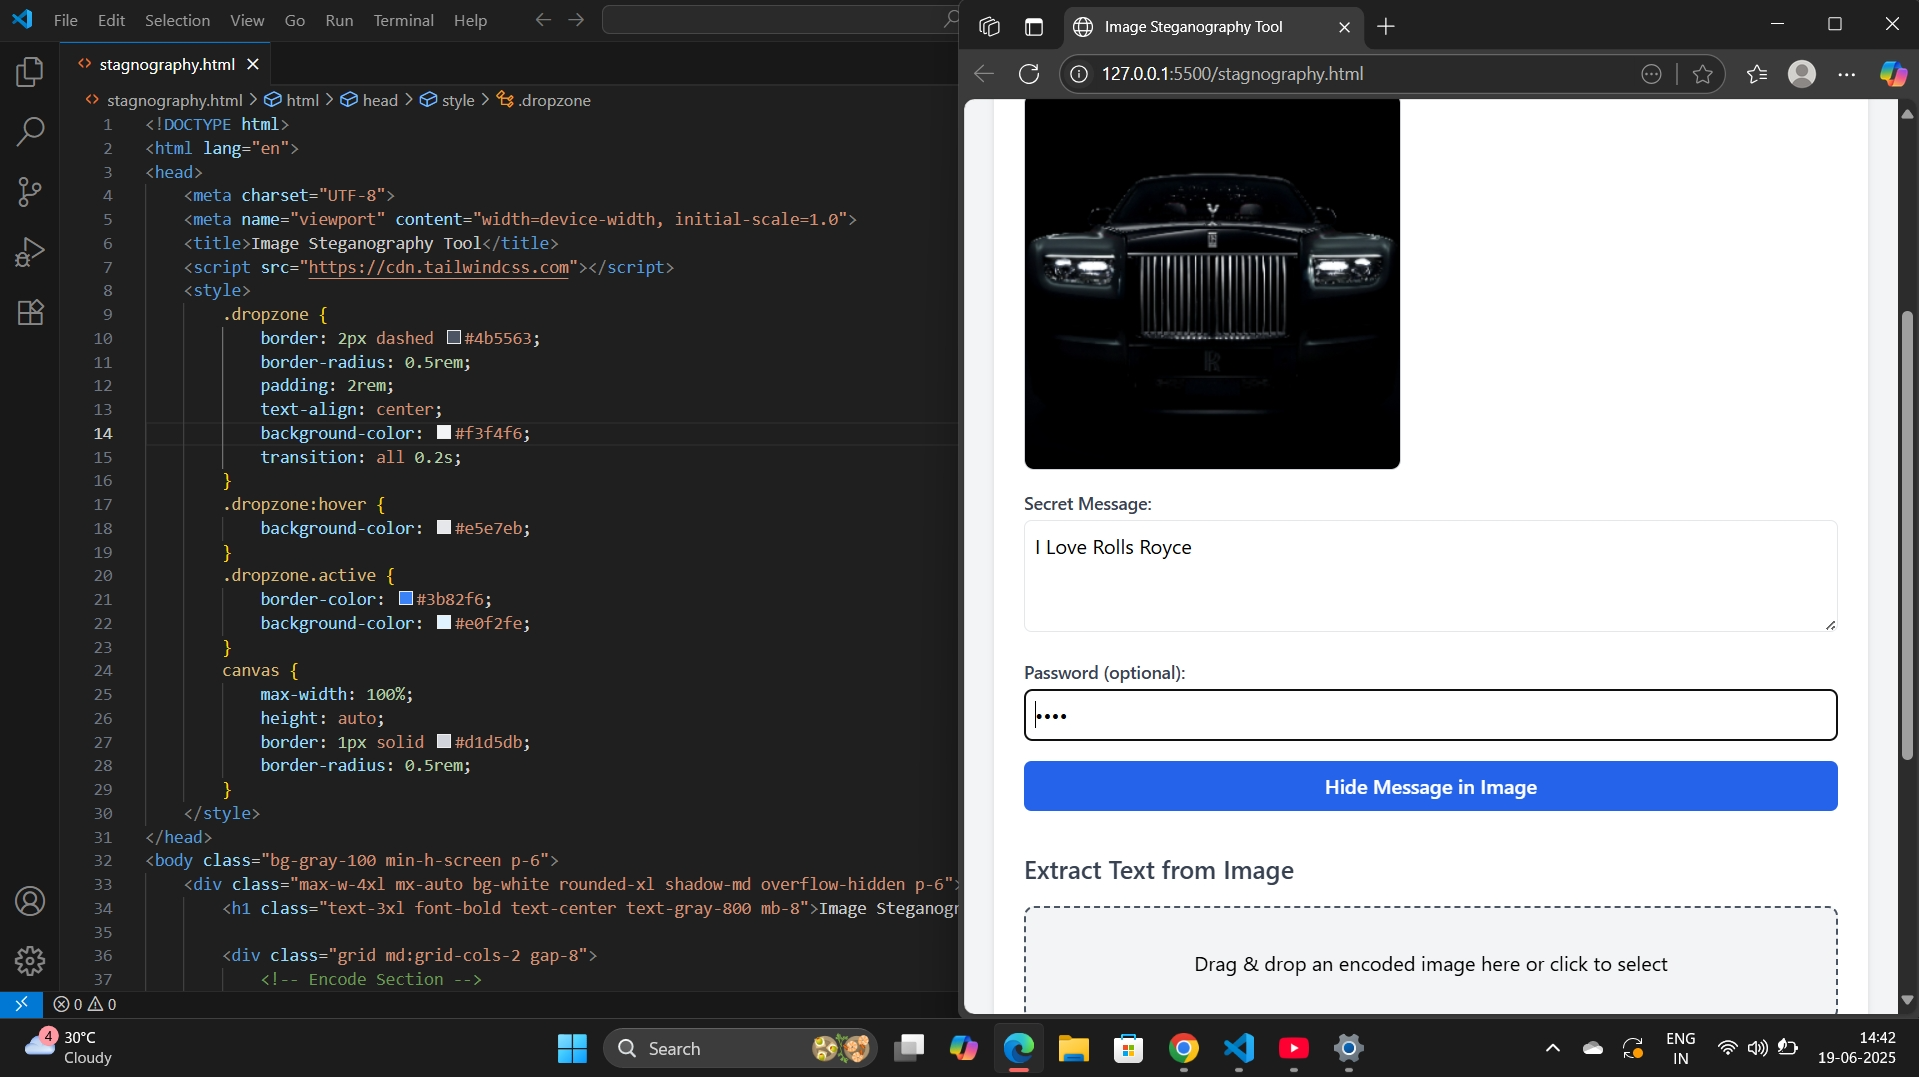 File Edit Selection View Go Run Terminal Help
stagnography.html
stagnography.html > html > head > style > .dropzone
1 <!DOCTYPE html>
2 <html lang="en">
3 <head>
4 <meta charset="UTF-8">
5 <meta name="viewport" content="width=device-width, initial-scale=1.0">
6 <title>Image Steganography Tool</title>
7 <script src="https://cdn.tailwindcss.com"></script>
8 <style>
9 .dropzone {
10 border: 2px dashed #4b5563;
11 border-radius: 0.5rem;
12 padding: 2rem;
13 text-align: center;
14 background-color: #f3f4f6;
15 transition: all 0.2s;
16 }
17 .dropzone:hover {
18 background-color: #e5e7eb;
19 }
20 .dropzone.active {
21 border-color: #3b82f6;
22 background-color: #e0f2fe;
23 }
24 canvas {
25 max-width: 100%;
26 height: auto;
27 border: 1px solid #d1d5db;
28 border-radius: 0.5rem;
29 }
30 </style>
31 </head>
32 <body class="bg-gray-100 min-h-screen p-6">
33 <div class="max-w-4xl mx-auto bg-white rounded-xl shadow-md overflow-hidden p-6">
34 <h1 class="text-3xl font-bold text-center text-gray-800 mb-8">Image Steganogr
35
36 <div class="grid md:grid-cols-2 gap-8">
37 <!-- Encode Section -->
0 0
Image Steganography Tool
127.0.0.1:5500/stagnography.html
Secret Message:
I Love Rolls Royce
Password (optional):
••••
Hide Message in Image
Extract Text from Image
Drag & drop an encoded image here or click to select
4
30°C
Cloudy
Search
ENG
IN
14:42
19-06-2025